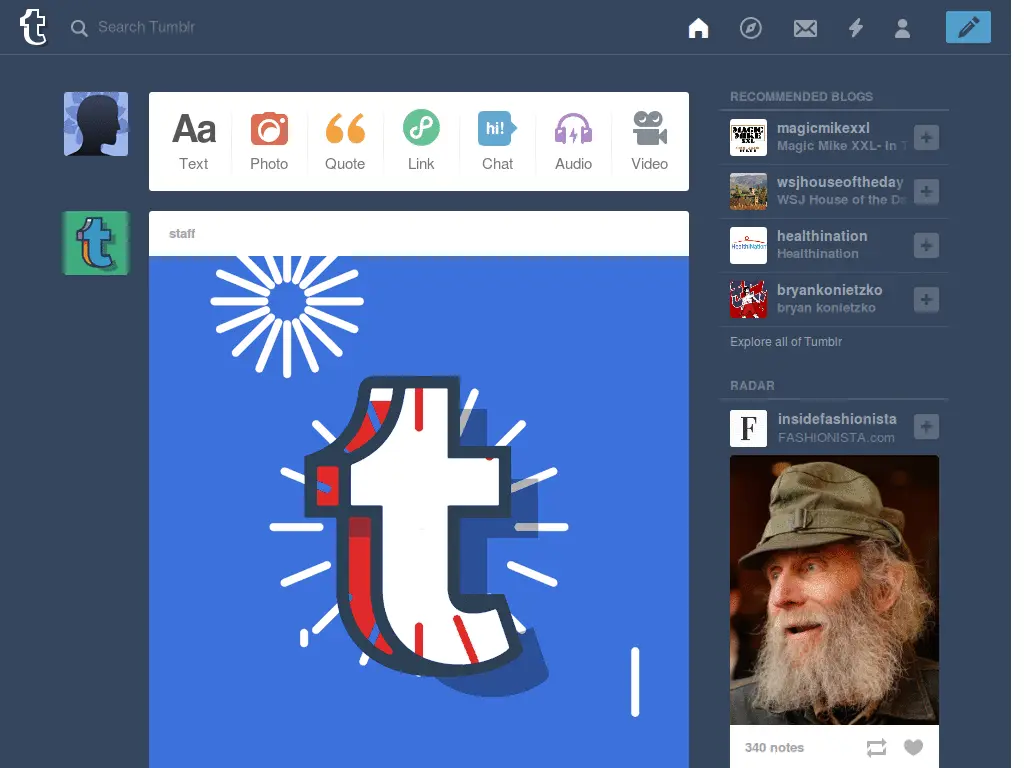 Search Tumblr
Aa
hi!
Text
Photo
Quote
Link
Chat
Audio
Video
staff
RECOMMENDED BLOGS
magicmikexxl
Magic Mike XXL- In T
wsjhouseoftheday
WSJ House of the Da
healthination
Healthination
bryankonietzko
bryan konietzko
Explore all of Tumblr
RADAR
F
insidefashionista
FASHIONISTA.com
340 notes